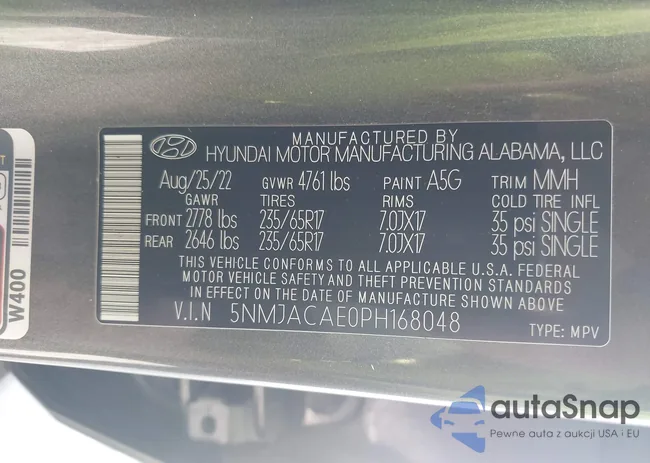 MANUFACTURED BY
HYUNDAI MOTOR MANUFACTURING ALABAMA, LLC
Aug/25/22 GVWR 4761 lbs PAINT A5G TRIM MMH
GAWR TIRES RIMS COLD TIRE INFL
FRONT 2778 lbs 235/65R17 7.0JX17 35 psi SINGLE
REAR 2646 lbs 235/65R17 7.0JX17 35 psi SINGLE
THIS VEHICLE CONFORMS TO ALL APPLICABLE U.S.A. FEDERAL
MOTOR VEHICLE SAFETY AND THEFT PREVENTION STANDARDS
IN EFFECT ON THE DATE OF MANUFACTURE SHOWN ABOVE.
V.I.N 5NMJACAE0PH168048
TYPE: MPV
W400
autaSnap
Pewne auta z aukcji USA i EU